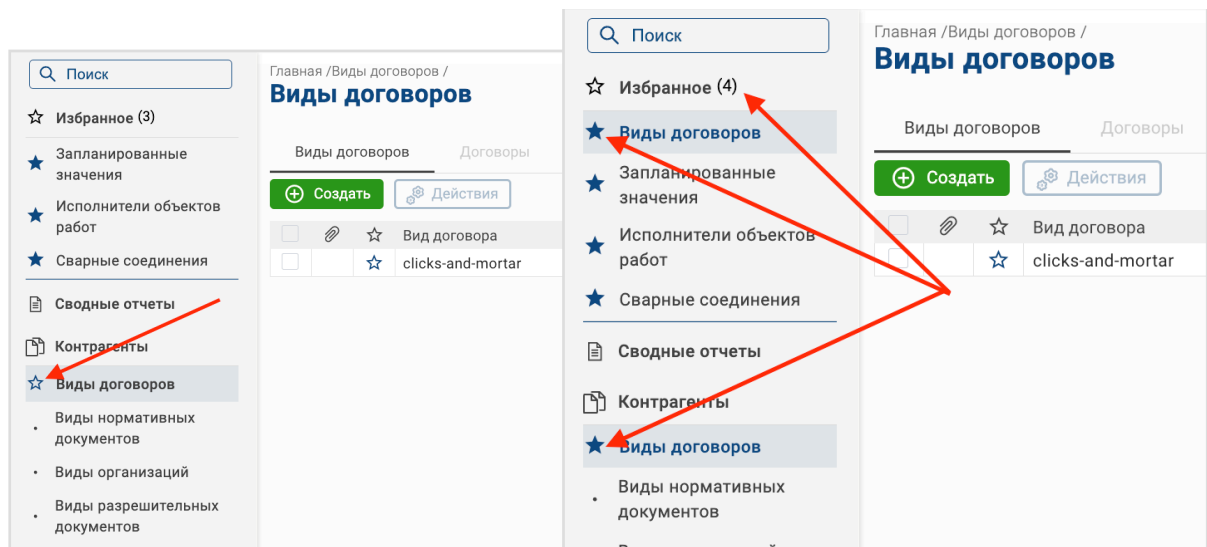 Поиск
Избранное (3)
Запланированные
значения
Исполнители объектов
работ
Сварные соединения
Сводные отчеты
Контрагенты
Виды договоров
Виды нормативных
документов
Виды организаций
Виды разрешительных
документов
Главная /Виды договоров /
Виды договоров
Виды договоров Договоры
Создать Действия
Вид договора
clicks-and-mortar
Поиск
Избранное (4)
Виды договоров
Запланированные
значения
Исполнители объектов
работ
Сварные соединения
Сводные отчеты
Контрагенты
Виды договоров
Виды нормативных
документов
Главная /Виды договоров /
Виды договоров
Виды договоров Договоры
Создать Действия
Вид договора
clicks-and-mortar